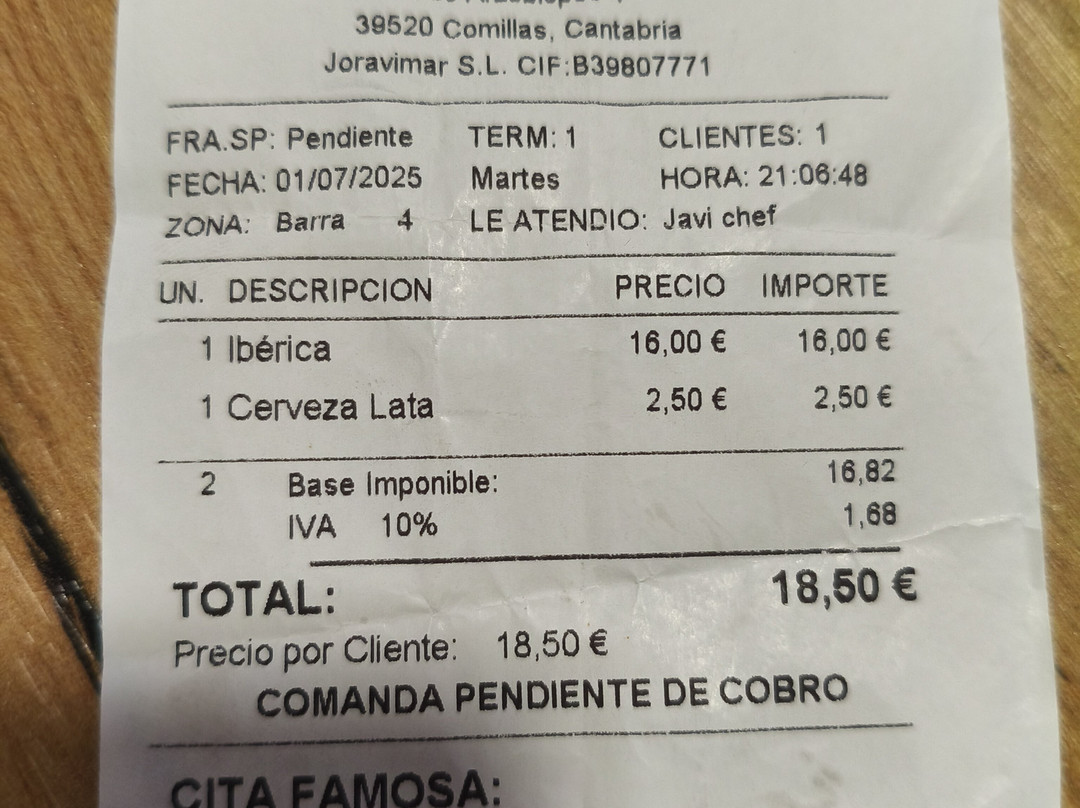 39520 Comillas, Cantabria
Joravimar S.L. CIF:B39807771
FRA.SP: Pendiente TERM: 1 CLIENTES: 1
FECHA: 01/07/2025 Martes HORA: 21:06:48
ZONA: Barra 4 LE ATENDIO: Javi chef
UN. DESCRIPCION PRECIO IMPORTE
1 Ibérica 16,00 € 16,00 €
1 Cerveza Lata 2,50 € 2,50 €
2 Base Imponible: 16,82
IVA 10% 1,68
TOTAL: 18,50 €
Precio por Cliente: 18,50 €
COMANDA PENDIENTE DE COBRO
CITA FAMOSA: